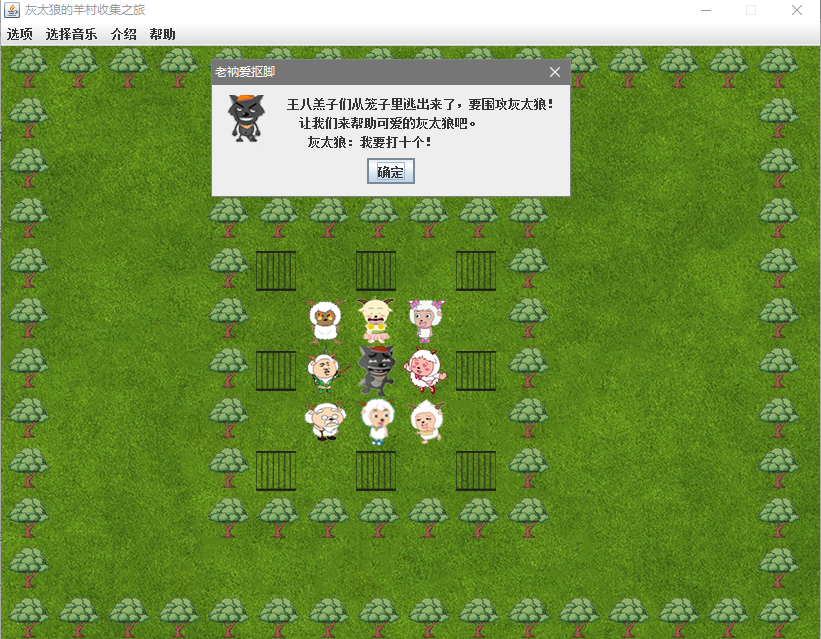 灰太狼的羊村收集之旅
选项 选择音乐 介绍 帮助
老衲爱抠脚
王八羔子们从笼子里逃出来了，要围攻灰太狼！
让我们来帮助可爱的灰太狼吧。
灰太狼：我要打十个！
确定